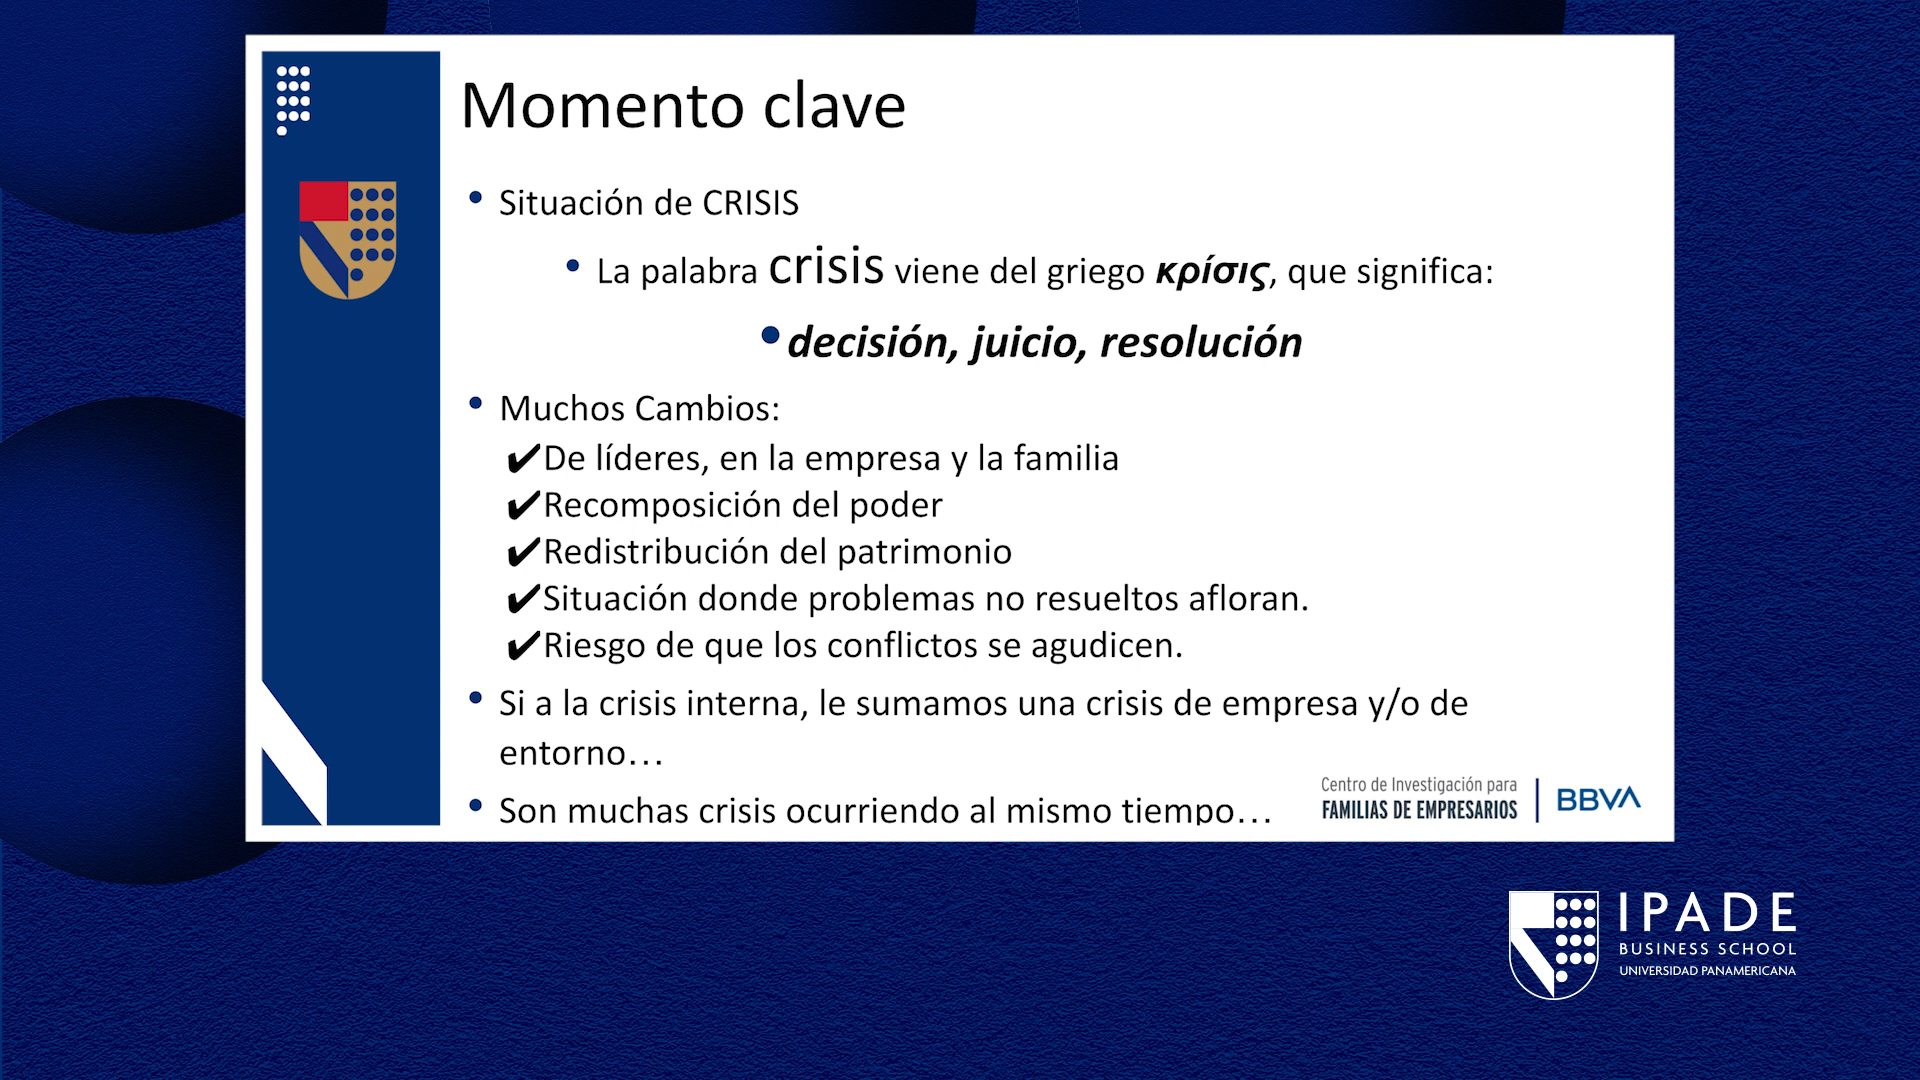 Momento clave
• Situación de CRISIS
• La palabra crisis viene del griego κρίσις, que significa:
• decisión, juicio, resolución
• Muchos Cambios:
✔De líderes, en la empresa y la familia
✔Recomposición del poder
✔Redistribución del patrimonio
✔Situación donde problemas no resueltos afloran.
✔Riesgo de que los conflictos se agudicen.
• Si a la crisis interna, le sumamos una crisis de empresa y/o de
entorno…
• Son muchas crisis ocurriendo al mismo tiempo…
Centro de Investigación para
FAMILIAS DE EMPRESARIOS
BBVA
IPADE
BUSINESS SCHOOL
UNIVERSIDAD PANAMERICANA